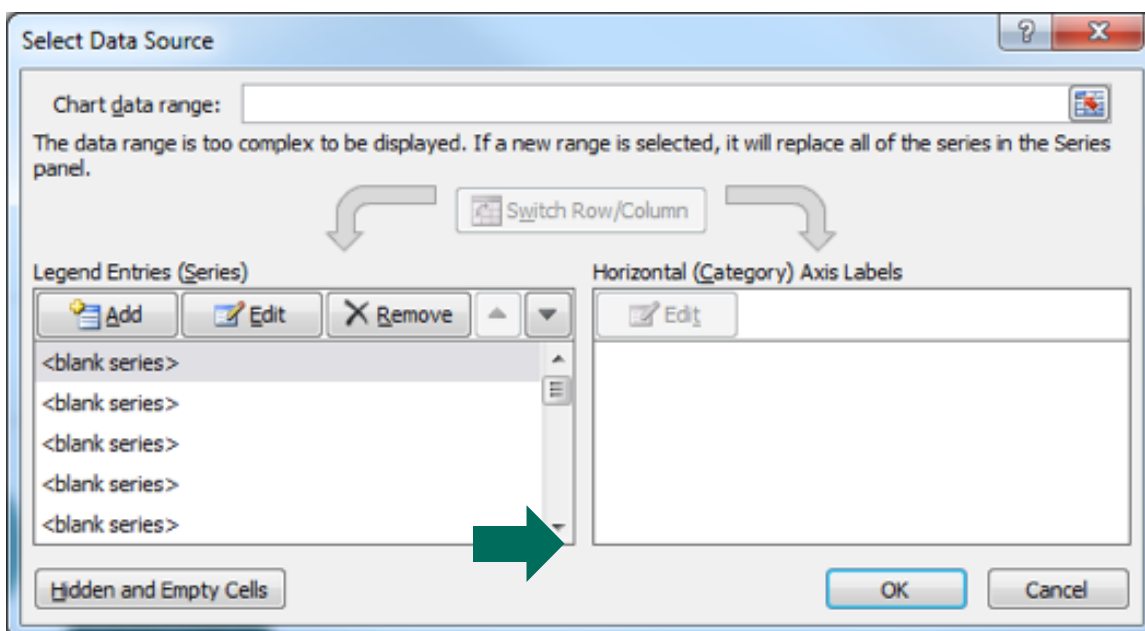 Select Data Source
?
X
Chart data range:
The data range is too complex to be displayed. If a new range is selected, it will replace all of the series in the Series
panel.
Switch Row/Column
Legend Entries (Series)
Horizontal (Category) Axis Labels
Add Edit Remove
Edit
<blank series>
<blank series>
<blank series>
<blank series>
<blank series>
Hidden and Empty Cells
OK Cancel